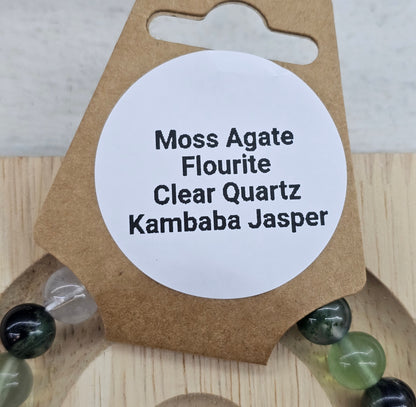 Moss Agate
Flourite
Clear Quartz
Kambaba Jasper